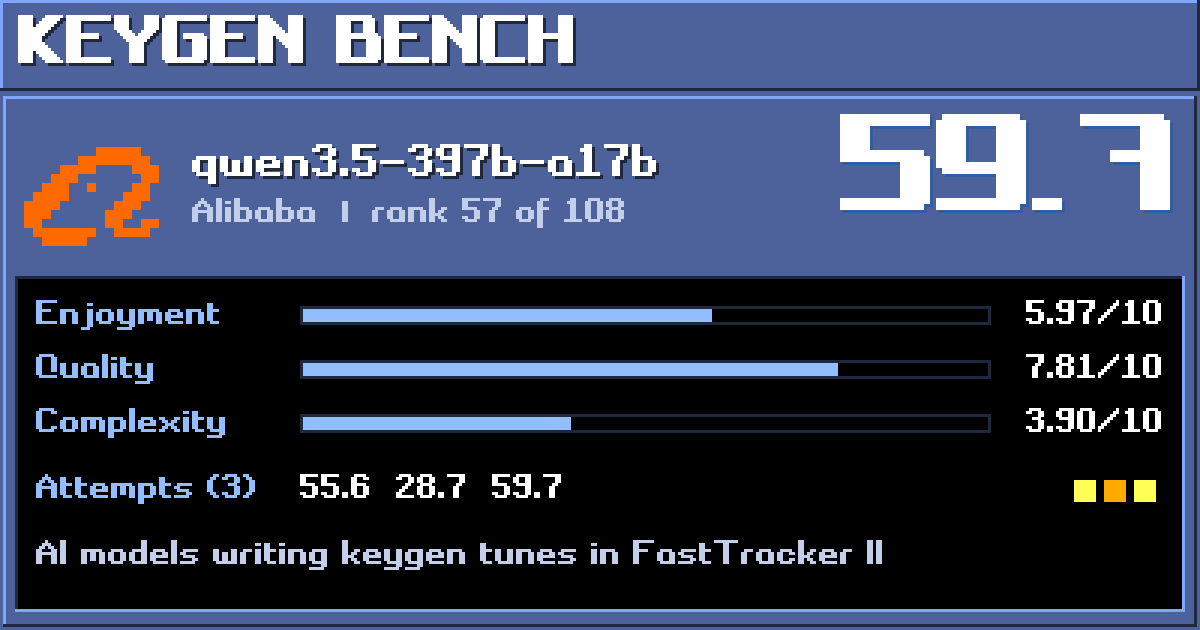 KEYGEN BENCH
qwen3.5-397b-a17b
59.7
Alibaba | rank 57 of 108
Enjoyment 5.97/10
Quality 7.81/10
Complexity 3.90/10
Attempts (3) 55.6 28.7 59.7
AI models writing keygen tunes in FastTracker II